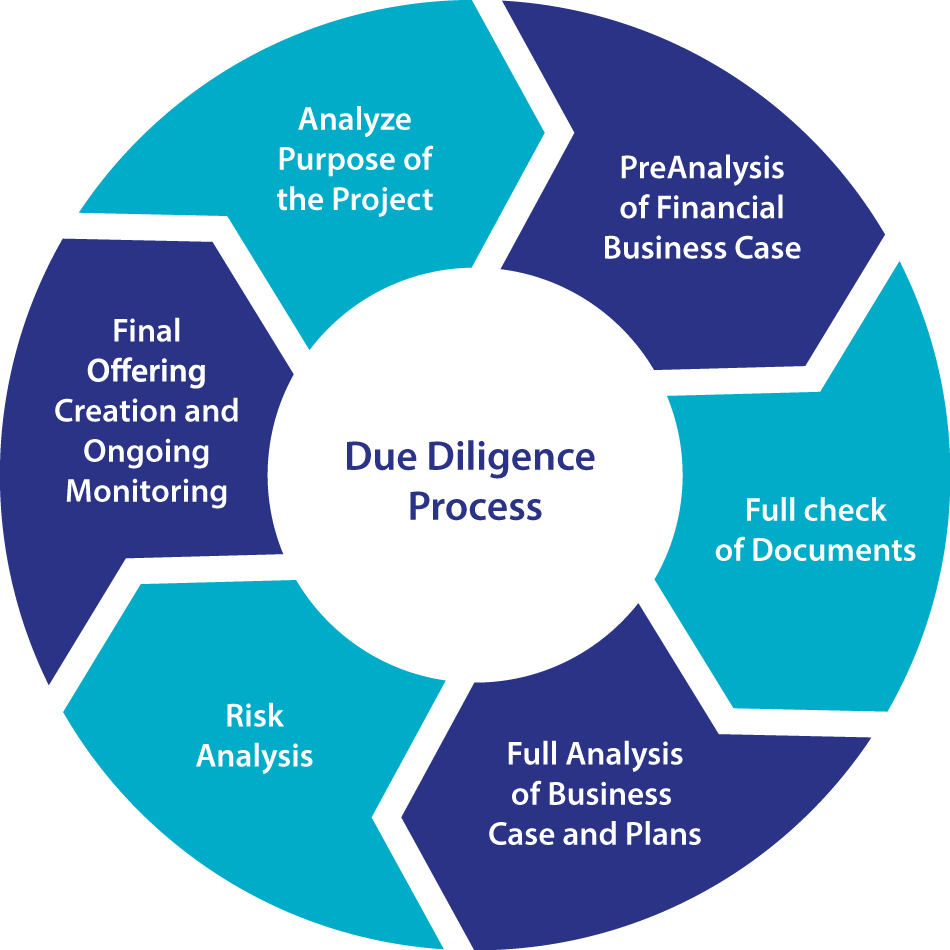 Analyze
Purpose of
the Project
PreAnalysis
of Financial
Business Case
Full check
of Documents
Full Analysis
of Business
Case and Plans
Risk
Analysis
Final
Offering
Creation and
Ongoing
Monitoring
Due Diligence
Process